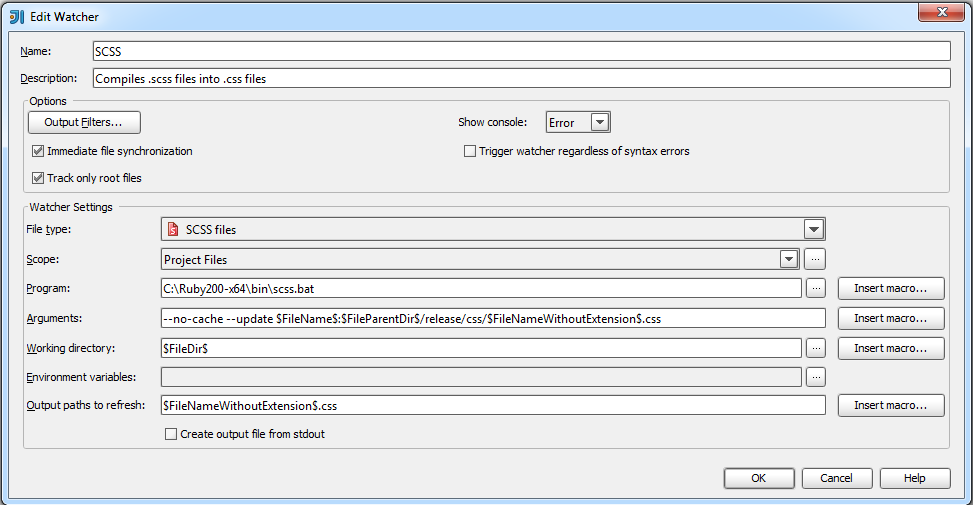 Edit Watcher
Name: SCSS
Description: Compiles .scss files into .css files
Options
Output Filters... Show console: Error
Immediate file synchronization Trigger watcher regardless of syntax errors
Track only root files
Watcher Settings
File type: SCSS files
Scope: Project Files ...
Program: C:\Ruby200-x64\bin\scss.bat ... Insert macro...
Arguments: --no-cache --update $FileName$:$FileParentDir$/release/css/$FileNameWithoutExtension$.css Insert macro...
Working directory: $FileDir$ ... Insert macro...
Environment variables: ...
Output paths to refresh: $FileNameWithoutExtension$.css Insert macro...
Create output file from stdout
OK Cancel Help